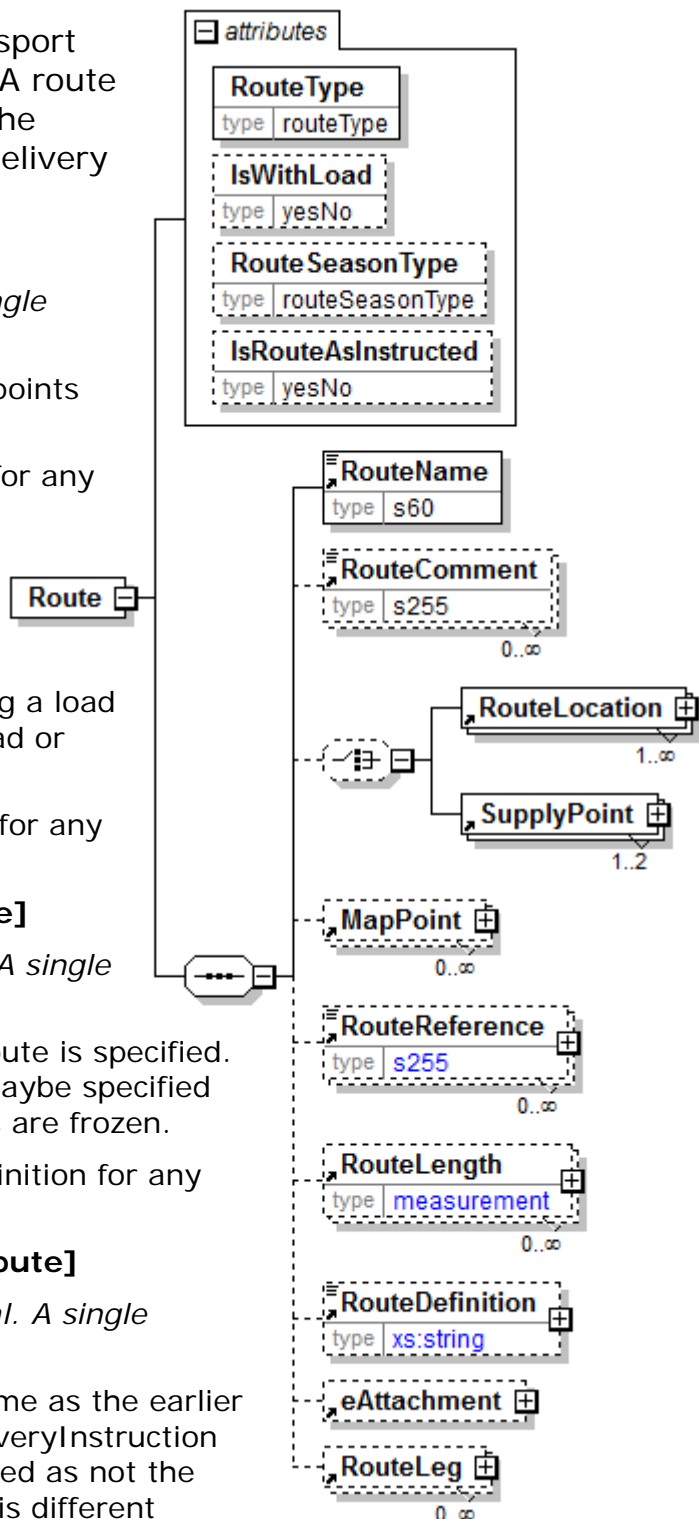 sport
A route
he
elivery
ngle
points
for any
g a load
ad or
for any
e]
A single
oute is specified.
maybe specified
are frozen.
inition for any
oute]
al. A single
me as the earlier
veryInstruction
ed as not the
is different
attributes
RouteType
type routeType
IsWithLoad
type yesNo
RouteSeasonType
type routeSeasonType
IsRouteAsInstructed
type yesNo
Route
RouteName
type s60
RouteComment
type s255
0..∞
RouteLocation
1..∞
SupplyPoint
1..2
MapPoint
0..∞
RouteReference
type s255
0..∞
RouteLength
type measurement
0..∞
RouteDefinition
type xs:string
eAttachment
RouteLeg
0..∞